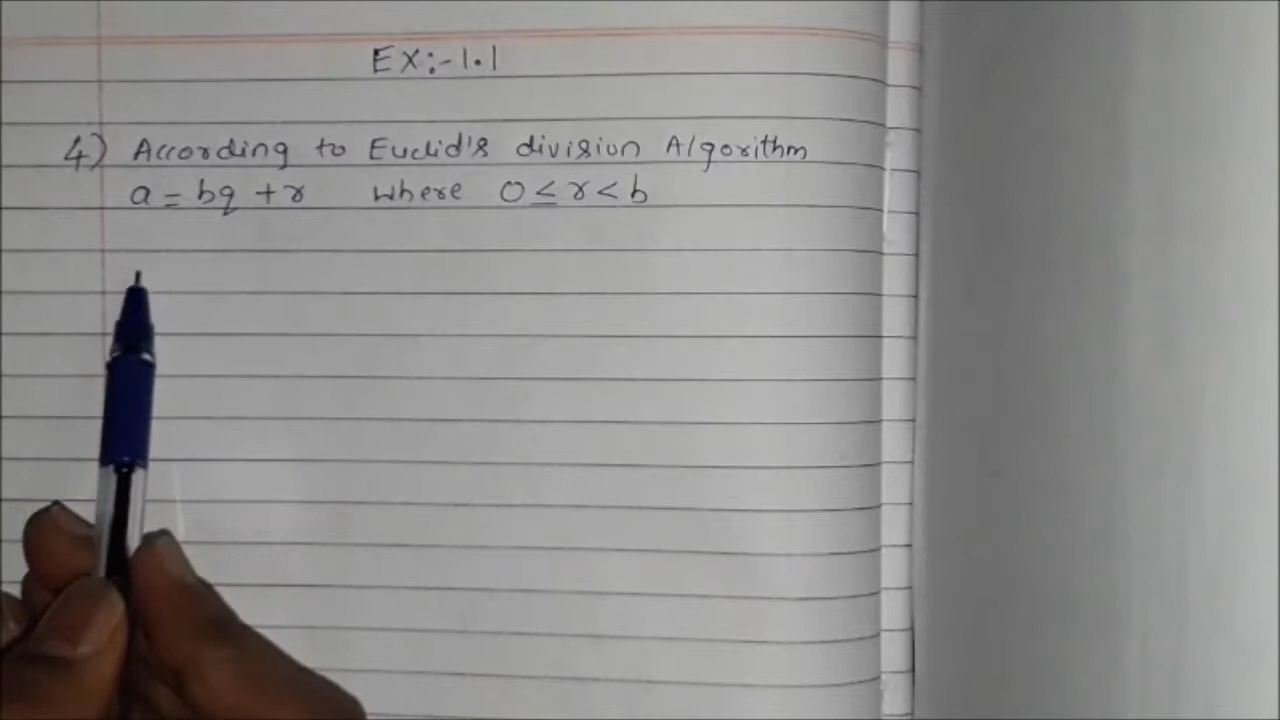 EX:-1.1
4) According to Euclid's division Algorithm
a = bq + r where 0 ≤ r < b